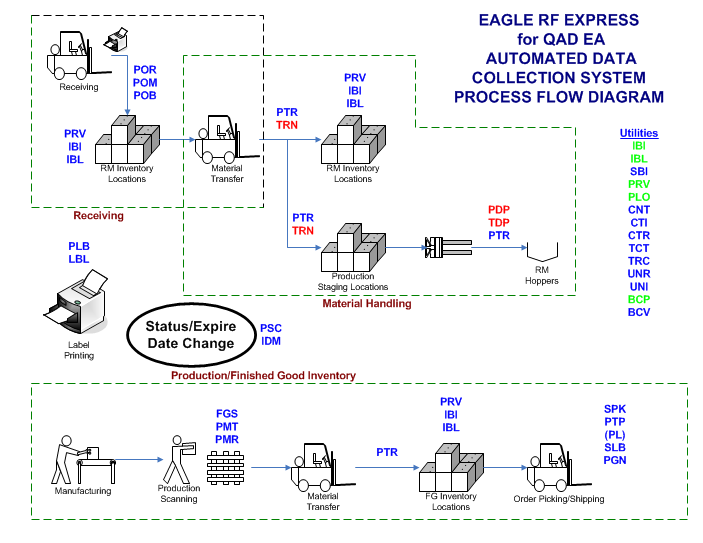 EAGLE RF EXPRESS
for QAD EA
AUTOMATED DATA
COLLECTION SYSTEM
PROCESS FLOW DIAGRAM
Receiving
POR
POM
POB
PRV
IBI
IBL
RM Inventory
Locations
Material
Transfer
PTR
TRN
PRV
IBI
IBL
RM Inventory
Locations
Receiving
PTR
TRN
Production
Staging Locations
PDP
TDP
PTR
RM
Hoppers
Material Handling
Utilities
IBI
IBL
SBI
PRV
PLO
CNT
CTI
CTR
TCT
TRC
UNR
UNI
BCP
BCV
PLB
LBL
Label
Printing
Status/Expire
Date Change
PSC
IDM
Production/Finished Good Inventory
Manufacturing
Production
Scanning
FGS
PMT
PMR
Material
Transfer
PTR
PRV
IBI
IBL
FG Inventory
Locations
Order Picking/Shipping
SPK
PTP
(PL)
SLB
PGN